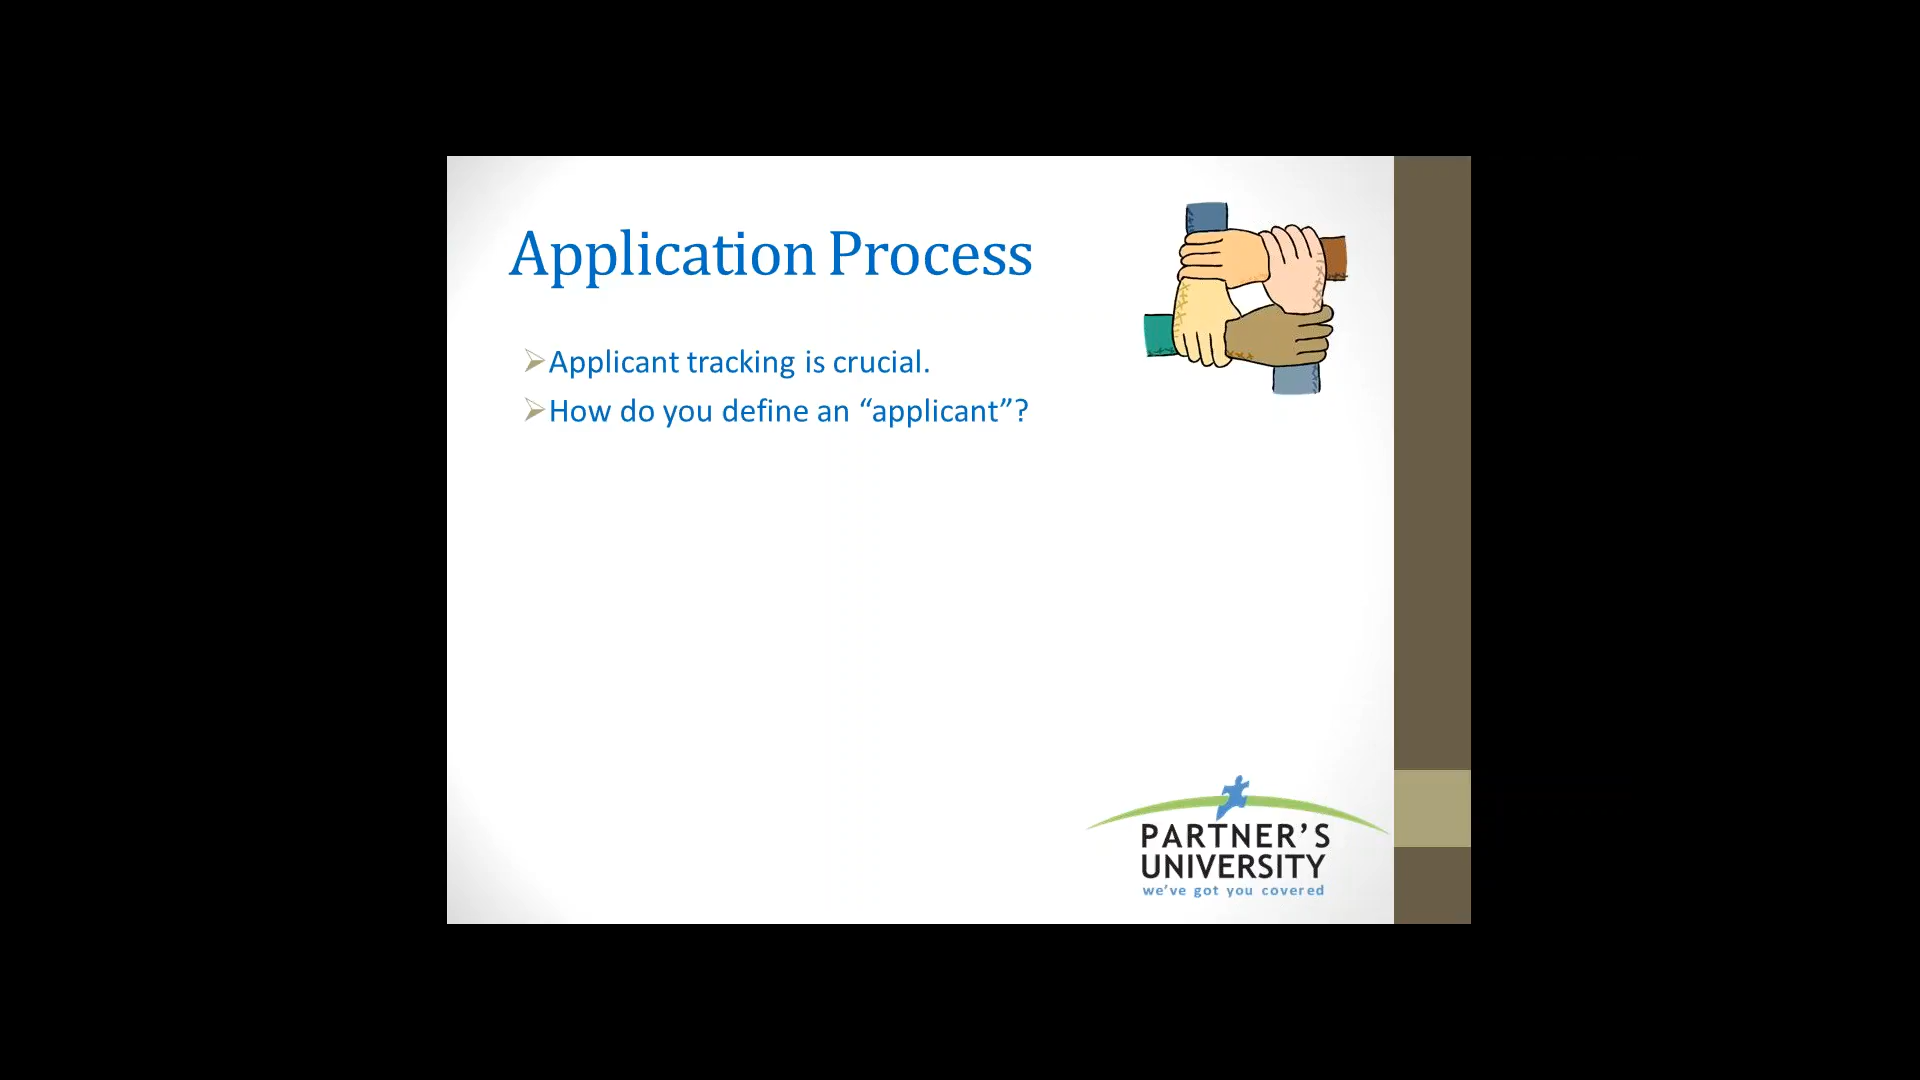 Application Process
Applicant tracking is crucial.
How do you define an “applicant”?
PARTNER’S
UNIVERSITY
we’ve got you covered